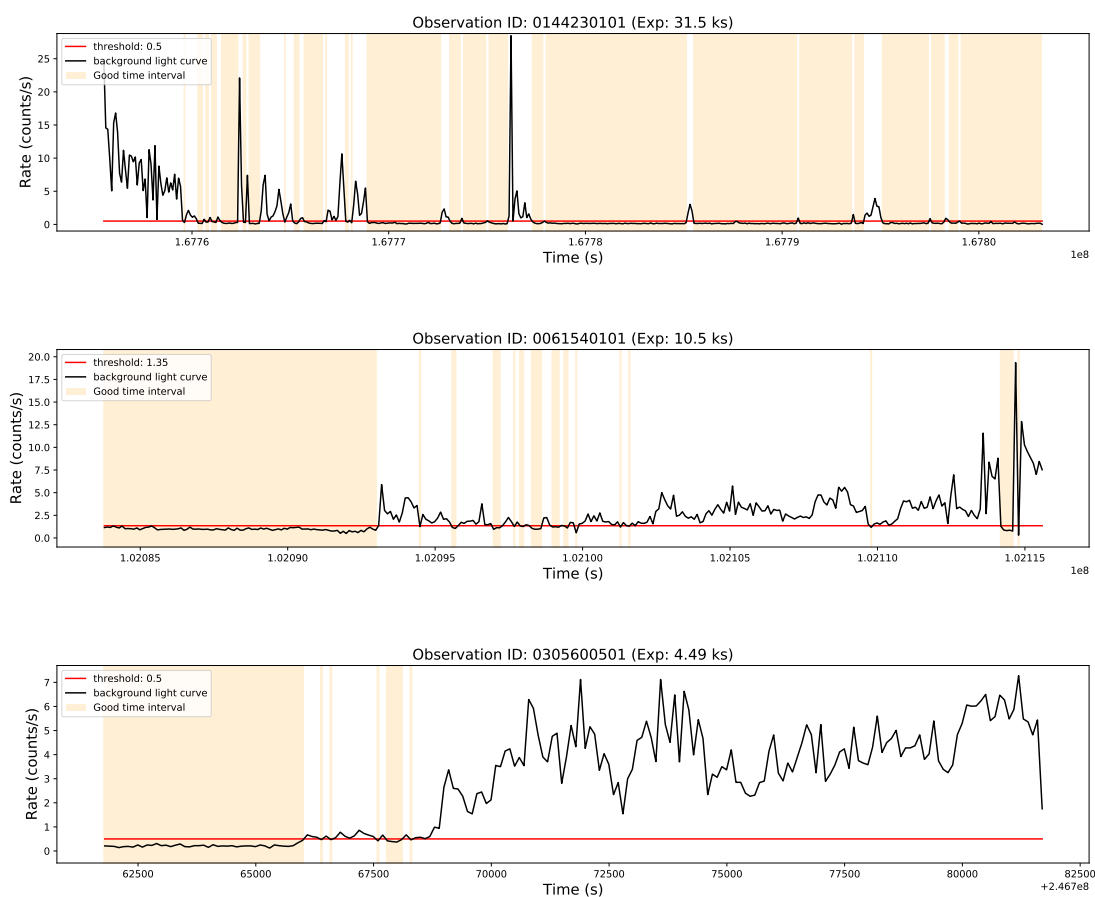 Observation ID: 0144230101 (Exp: 31.5 ks)
threshold: 0.5
background light curve
Good time interval
Rate (counts/s)
25
20
15
10
5
0
1.6776
1.6777
1.6778
1.6779
1.6780
1e8
Time (s)
Observation ID: 0061540101 (Exp: 10.5 ks)
threshold: 1.35
background light curve
Good time interval
Rate (counts/s)
20.0
17.5
15.0
12.5
10.0
7.5
5.0
2.5
0.0
1.02085
1.02090
1.02095
1.02100
1.02105
1.02110
1.02115
1e8
Time (s)
Observation ID: 0305600501 (Exp: 4.49 ks)
threshold: 0.5
background light curve
Good time interval
Rate (counts/s)
7
6
5
4
3
2
1
0
62500
65000
67500
70000
72500
75000
77500
80000
82500
+2.467e8
Time (s)